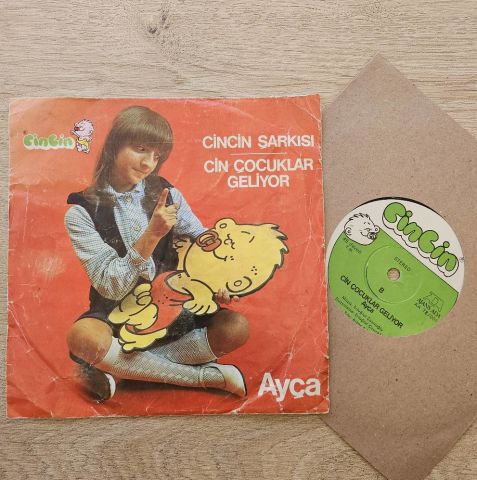 CinCin
CİNCİN ŞARKISI
CİN ÇOCUKLAR
GELİYOR
Ayça
CinCin
STEREO
B
CİN ÇOCUKLAR GELİYOR
Ayça